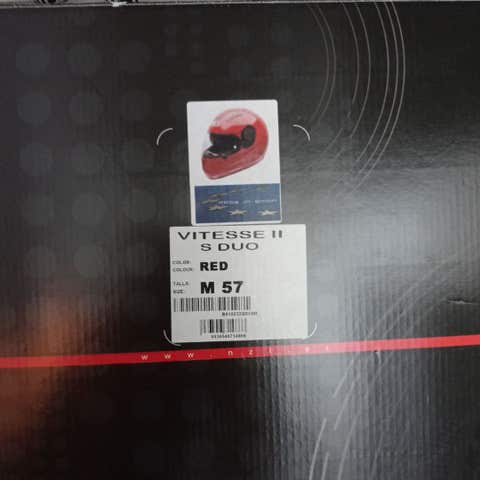 VITESSE II
S DUO
COLOR:
COLOUR: RED
TALLA:
SIZE: M 57
www.nzi.es